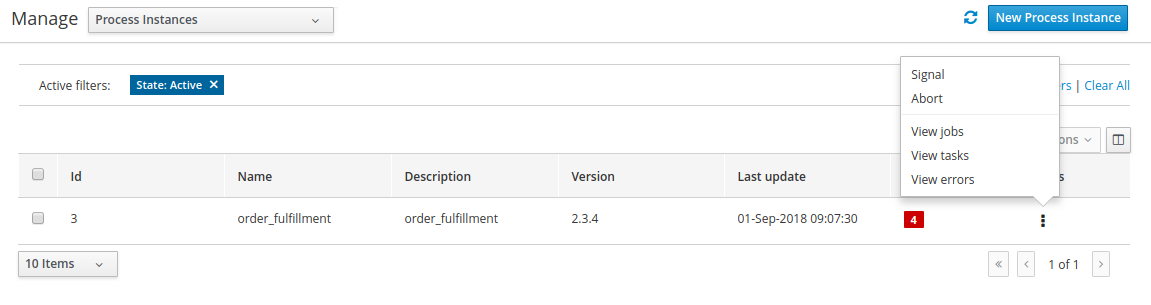 Manage Process Instances New Process Instance
Active filters: State: Active ✕ | Clear All
Signal
Abort
View jobs
View tasks
View errors
Id Name Description Version Last update
3 order_fulfillment order_fulfillment 2.3.4 01-Sep-2018 09:07:30 4
10 Items « ‹ 1 of 1 ›